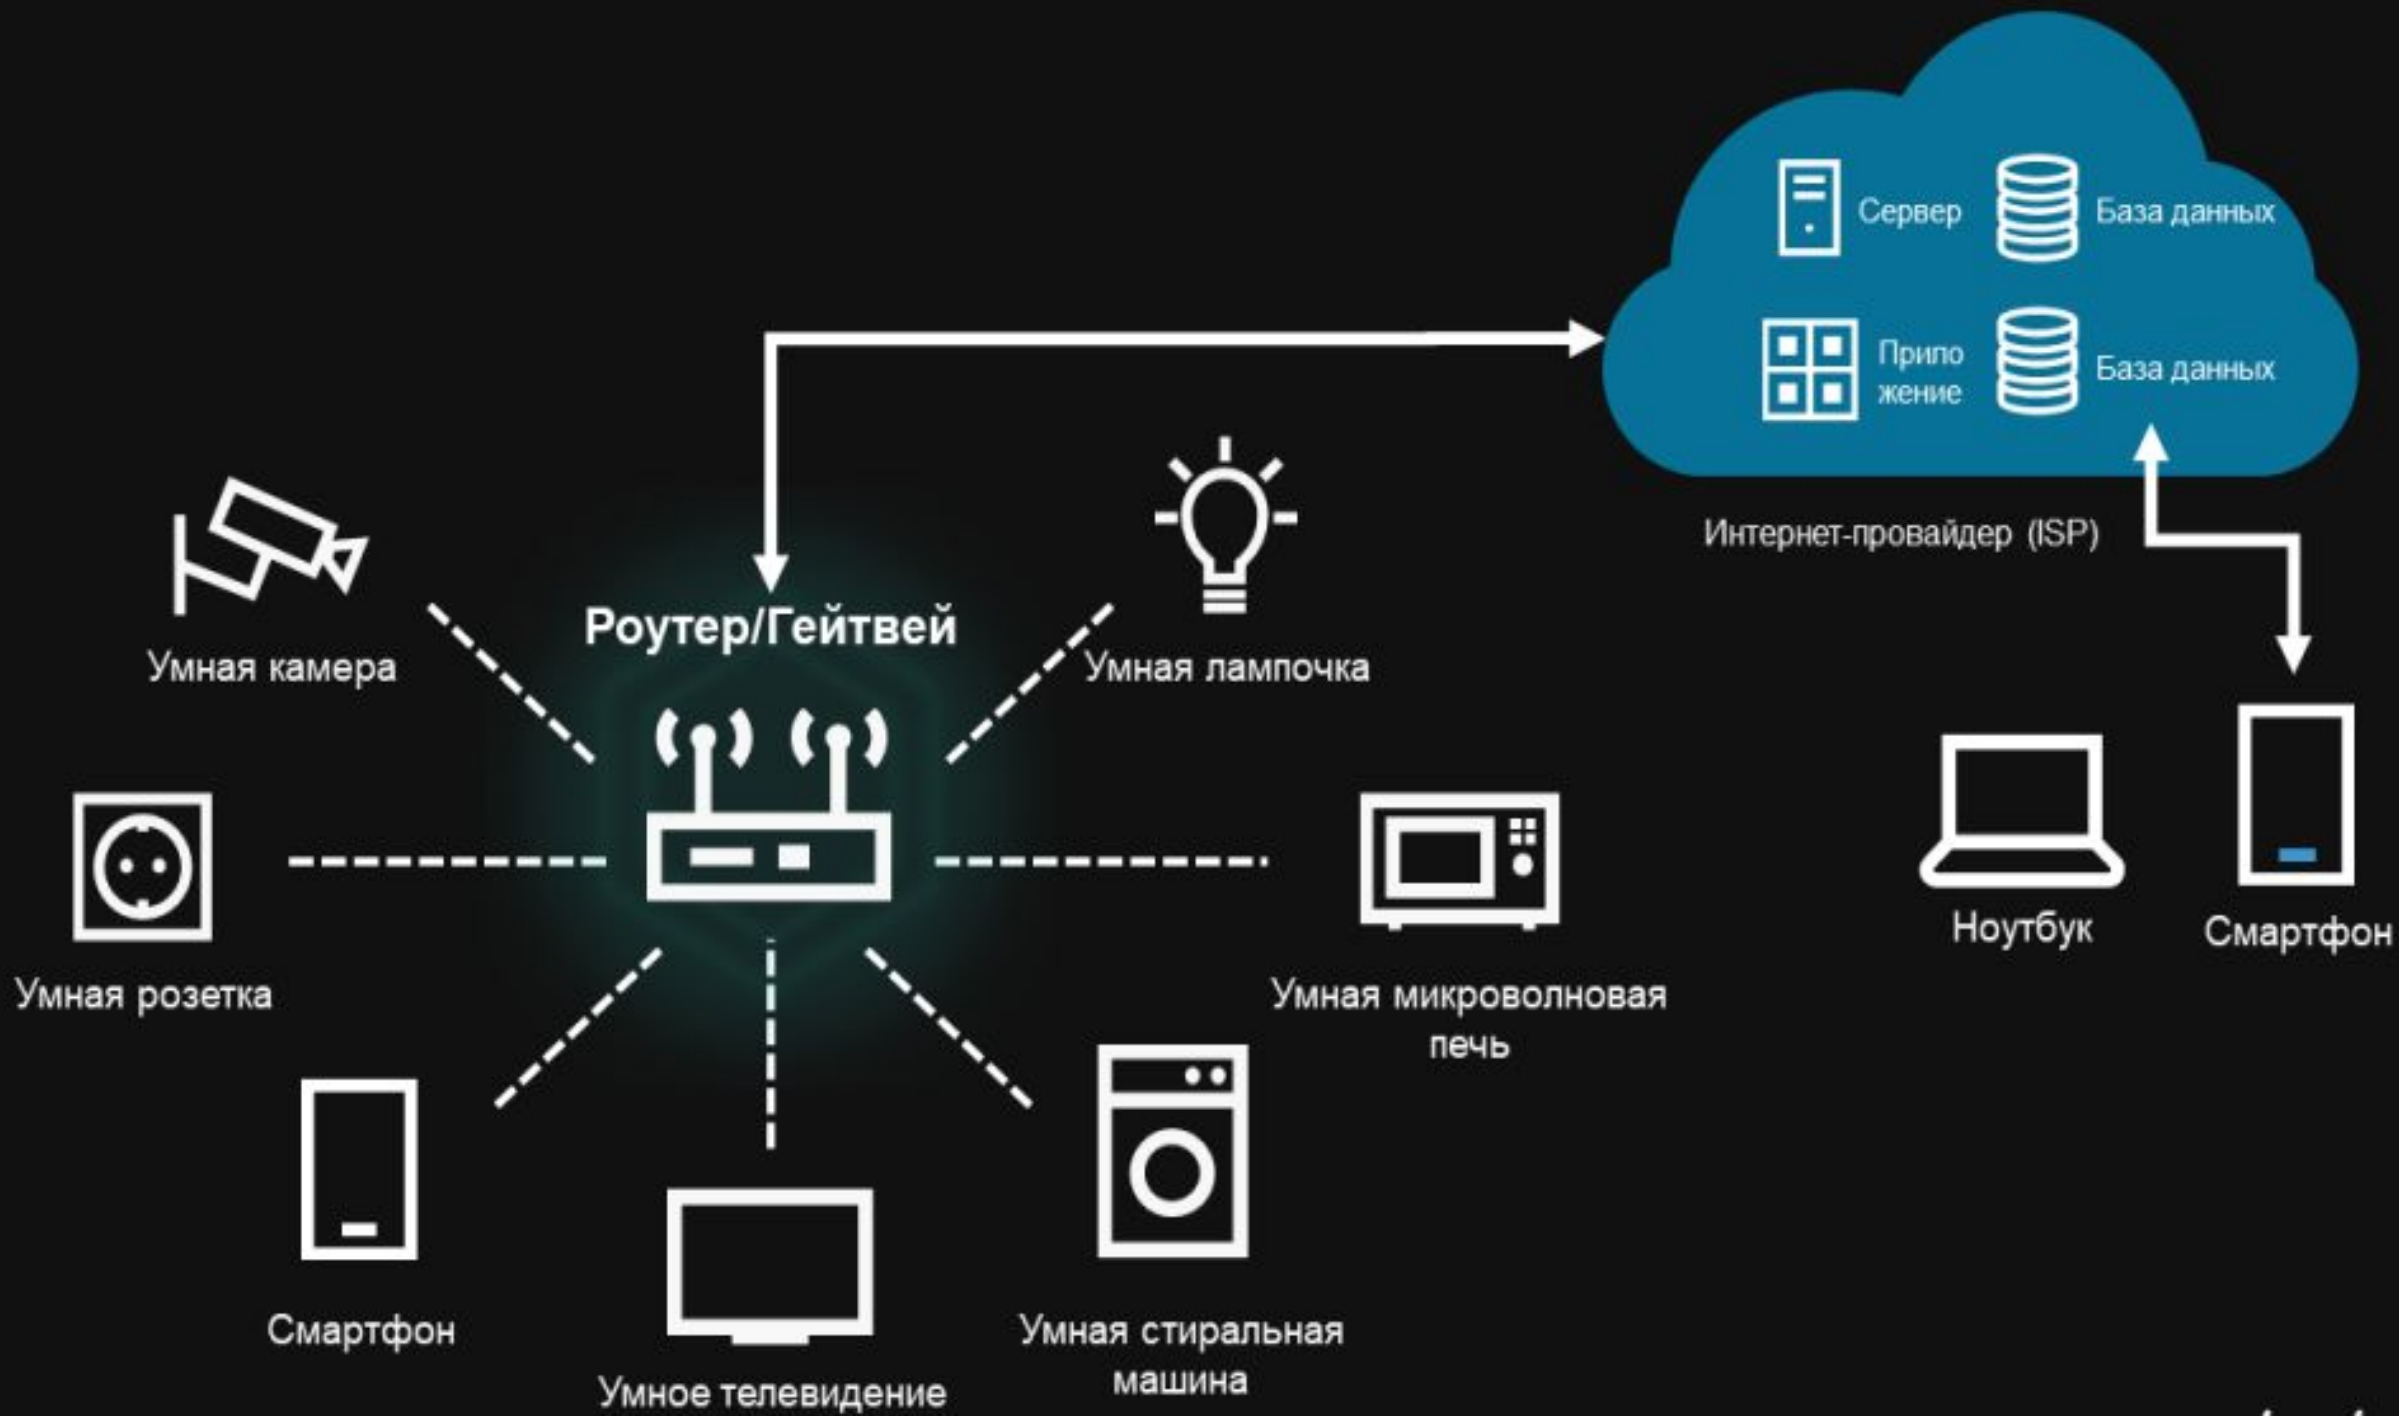 Сервер
База данных
Прило
жение
База данных
Интернет-провайдер (ISP)
Роутер/Гейтвей
Умная камера
Умная лампочка
Ноутбук
Смартфон
Умная розетка
Умная микроволновая
печь
Смартфон
Умная стиральная
машина
Умное телевидение